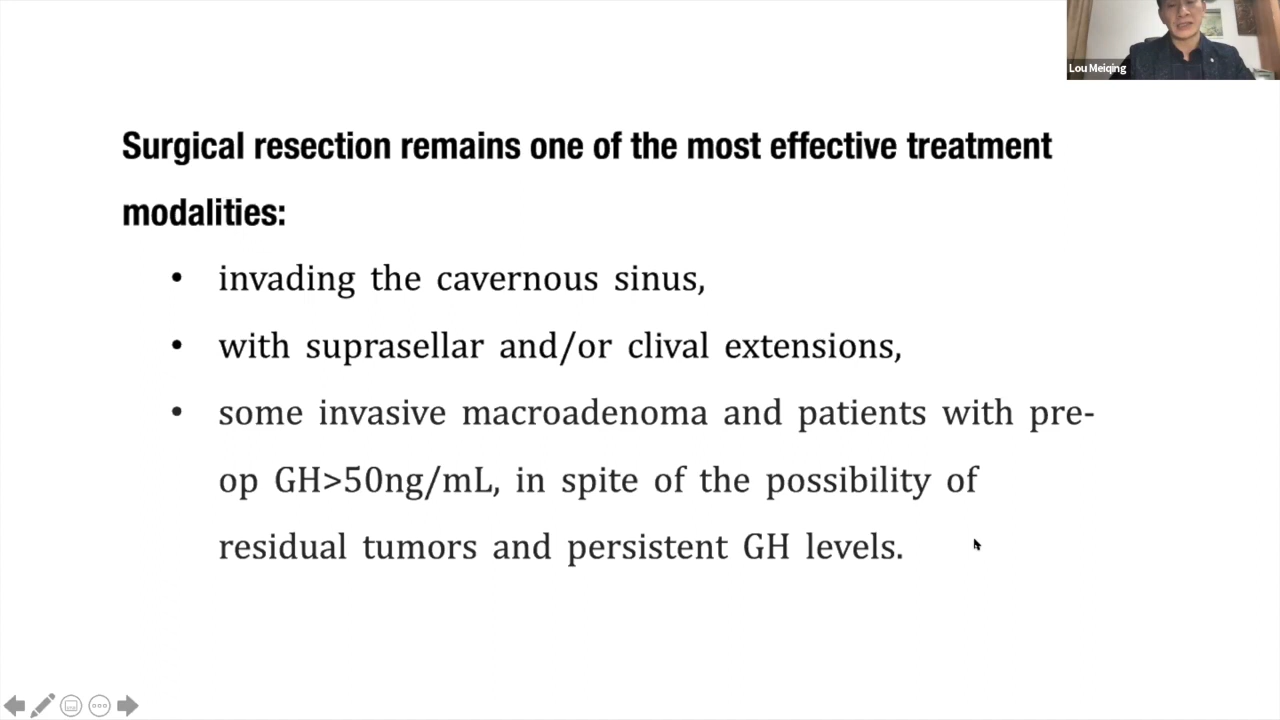 Lou Meiqing
Surgical resection remains one of the most effective treatment
modalities:
• invading the cavernous sinus,
• with suprasellar and/or clival extensions,
• some invasive macroadenoma and patients with pre-
op GH>50ng/mL, in spite of the possibility of
residual tumors and persistent GH levels.